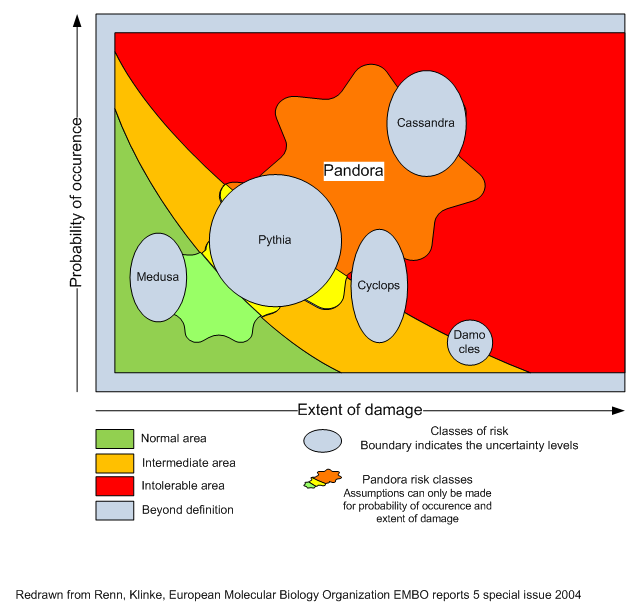 Probability of occurence
Cassandra
Pandora
Pythia
Medusa
Cyclops
Damo
cles
Extent of damage
Normal area
Intermediate area
Intolerable area
Beyond definition
Classes of risk
Boundary indicates the uncertainty levels
Pandora risk classes
Assumptions can only be made
for probability of occurence and
extent of damage
Redrawn from Renn, Klinke, European Molecular Biology Organization EMBO reports 5 special issue 2004